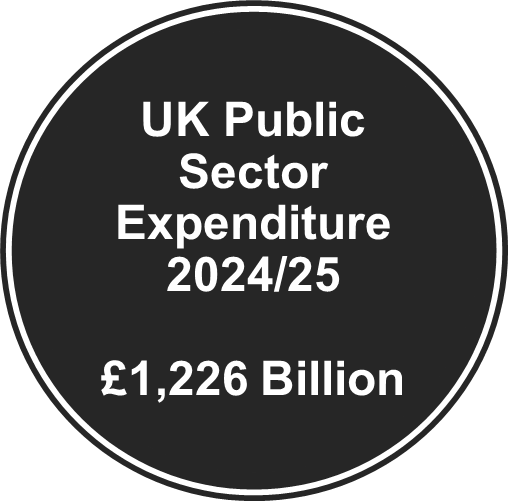 UK Public
Sector
Expenditure
2024/25
£1,226 Billion